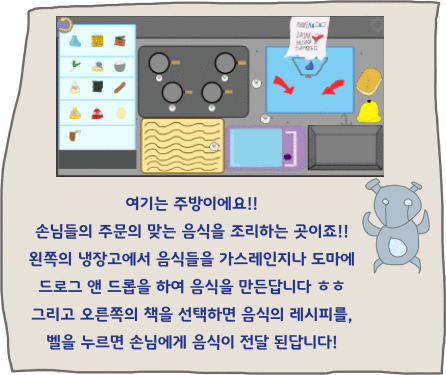 여기는 주방이에요!!
손님들의 주문의 맞는 음식을 조리하는 곳이죠!!
왼쪽의 냉장고에서 음식들을 가스레인지나 도마에
드로그 앤 드롭을 하여 음식을 만든답니다 ㅎㅎ
그리고 오른쪽의 책을 선택하면 음식의 레시피를,
벨을 누르면 손님에게 음식이 전달 된답니다!